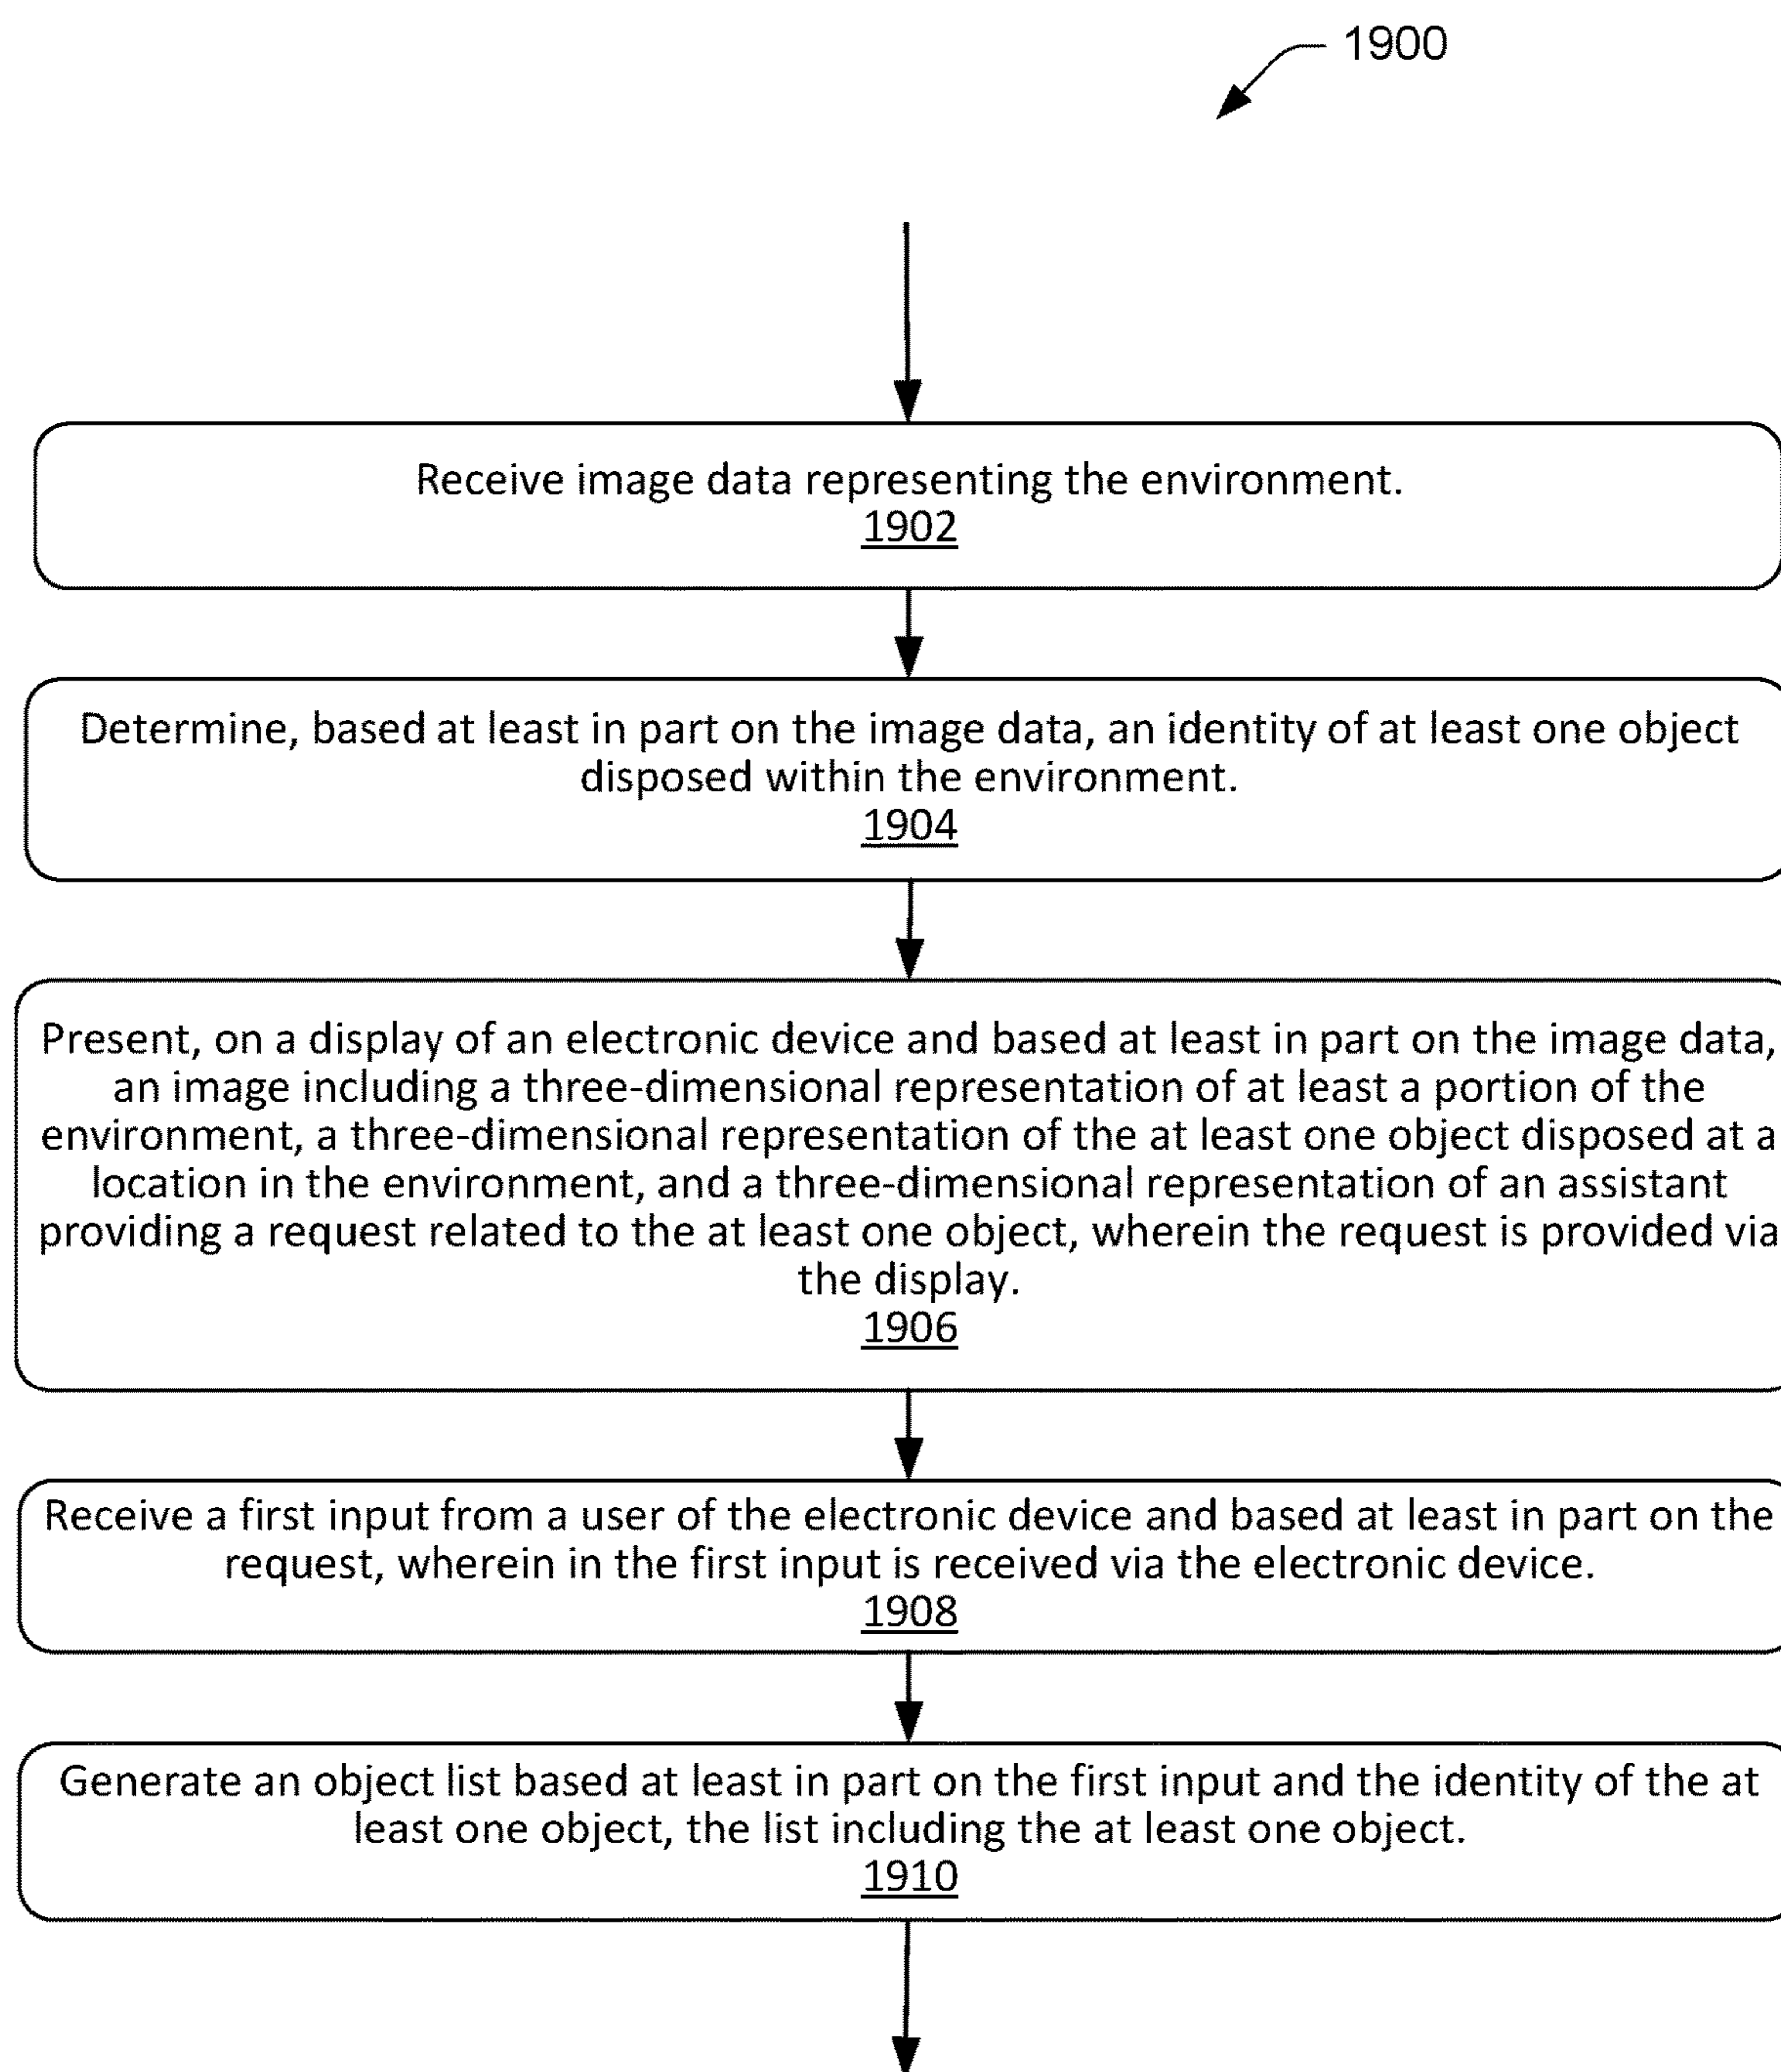 1900
Receive image data representing the environment.
1902
Determine, based at least in part on the image data, an identity of at least one object
disposed within the environment.
1904
Present, on a display of an electronic device and based at least in part on the image data,
an image including a three-dimensional representation of at least a portion of the
environment, a three-dimensional representation of the at least one object disposed at a
location in the environment, and a three-dimensional representation of an assistant
providing a request related to the at least one object, wherein the request is provided via
the display.
1906
Receive a first input from a user of the electronic device and based at least in part on the
request, wherein in the first input is received via the electronic device.
1908
Generate an object list based at least in part on the first input and the identity of the at
least one object, the list including the at least one object.
1910